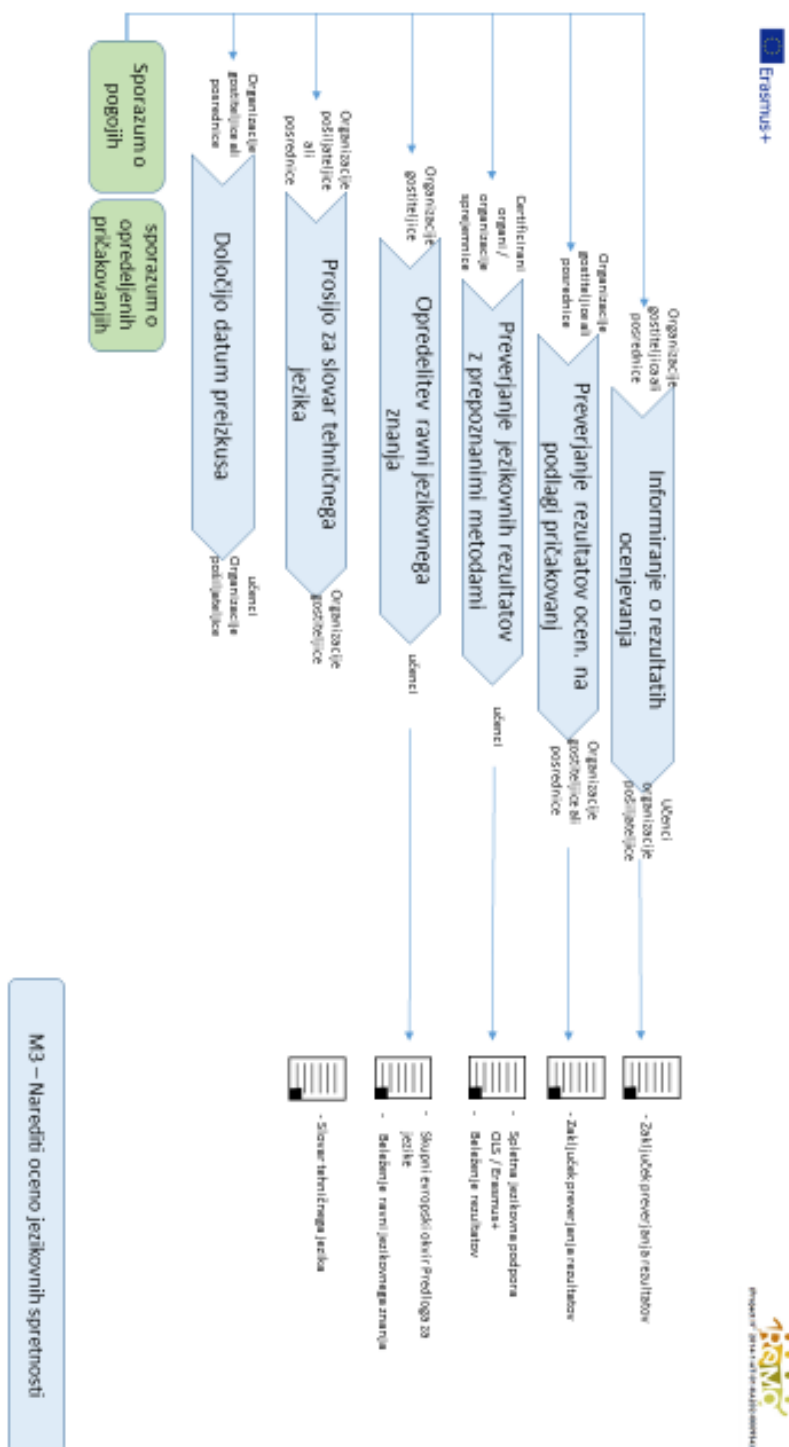 Erasmus+
Organizacije
gostiteljica ali
posrednice
Informiranje o rezultatih
ocenjevanja
Učenci
organizacije
pošiljateljice
- Zaključek preverjanja rezultatov
Organizacije
gostiteljice ali
posrednice
Preverjanje rezultatov ocen. na
podlagi pričakovanj
Organizacije
gostiteljice ali
posrednice
- Zaključek preverjanja rezultatov
Certificirani
organi /
organizacije
sprejemnice
Preverjanje jezikovnih rezultatov
z prepoznanimi metodami
učenci
- Spletna jezikovna podpora
OLS / Erasmus+
- Beleženje rezultatov
Organizacije
gostiteljice
Opredelitev ravni jezikovnega
znanja
učenci
- Skupni evropski okvir Predloga za
jezike
- Beleženje ravni jezikovnega znanja
Organizacije
pošiljateljice
ali
posrednice
Prosijo za slovar tehničnega
jezika
Organizacije
gostiteljice
- Slovar tehničnega jezika
Organizacije
gostiteljice ali
posrednice
Določijo datum preizkusa
učenci
Organizacije
pošiljateljice
Sporazum o
pogojih
sporazum o
opredeljenih
pričakovanjih
M3 – Narediti oceno jezikovnih spretnosti